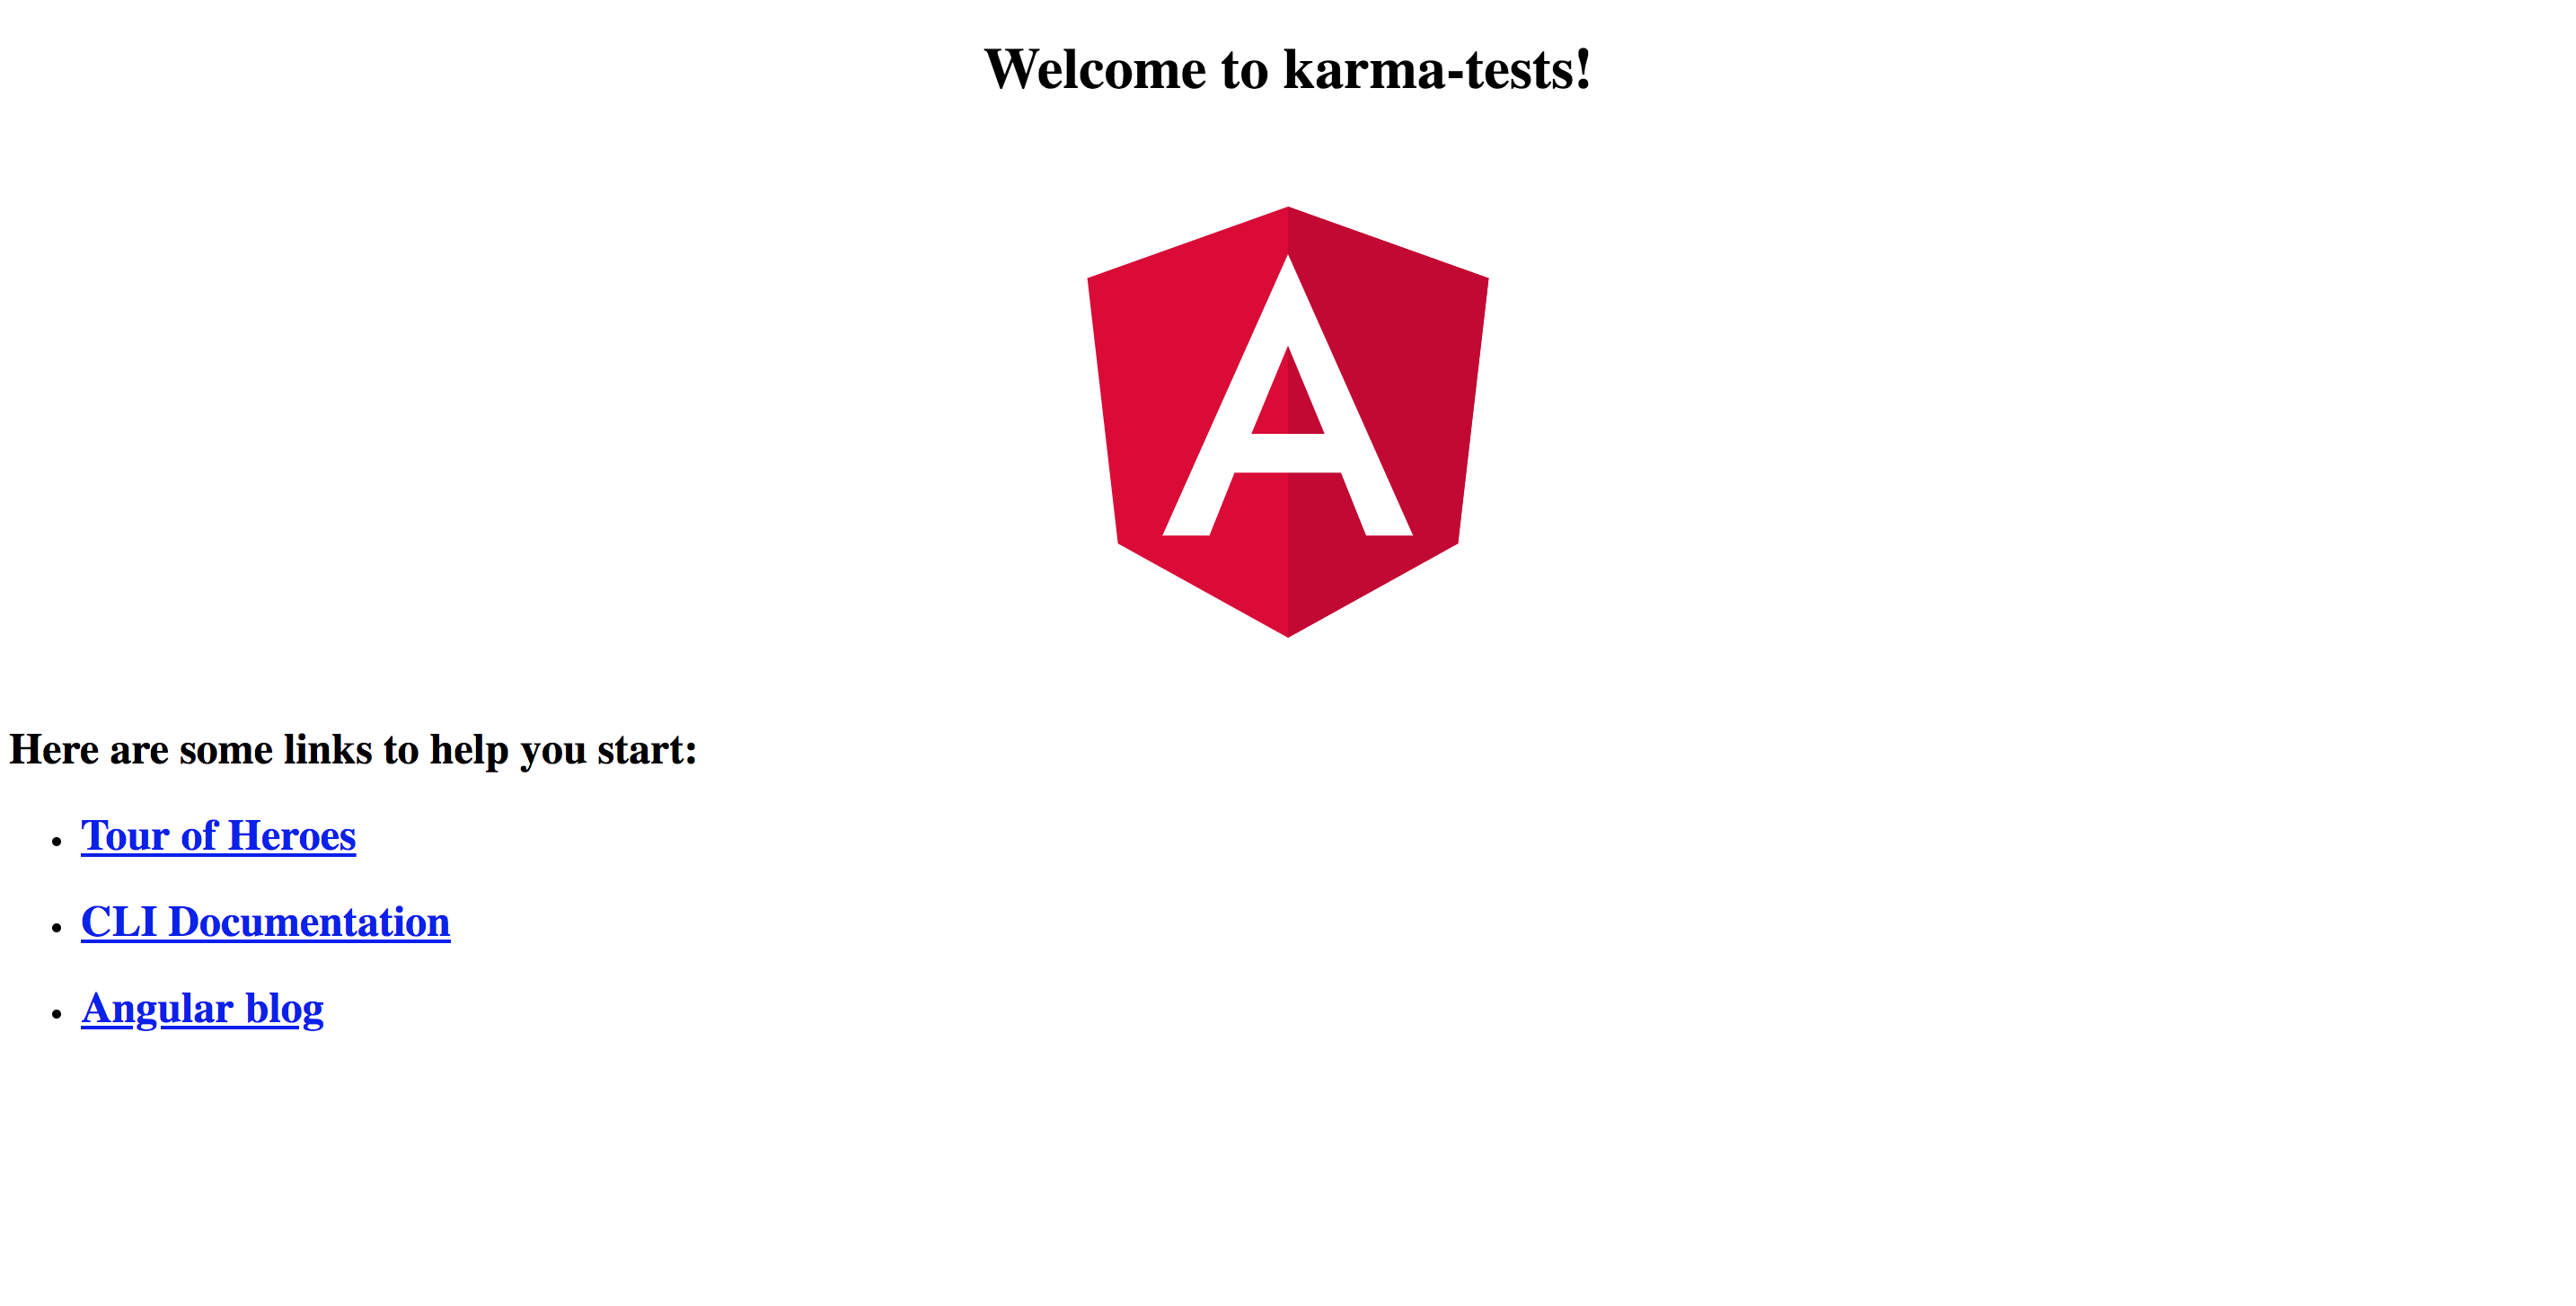 Welcome to karma-tests!
A
Here are some links to help you start:
Tour of Heroes
CLI Documentation
Angular blog